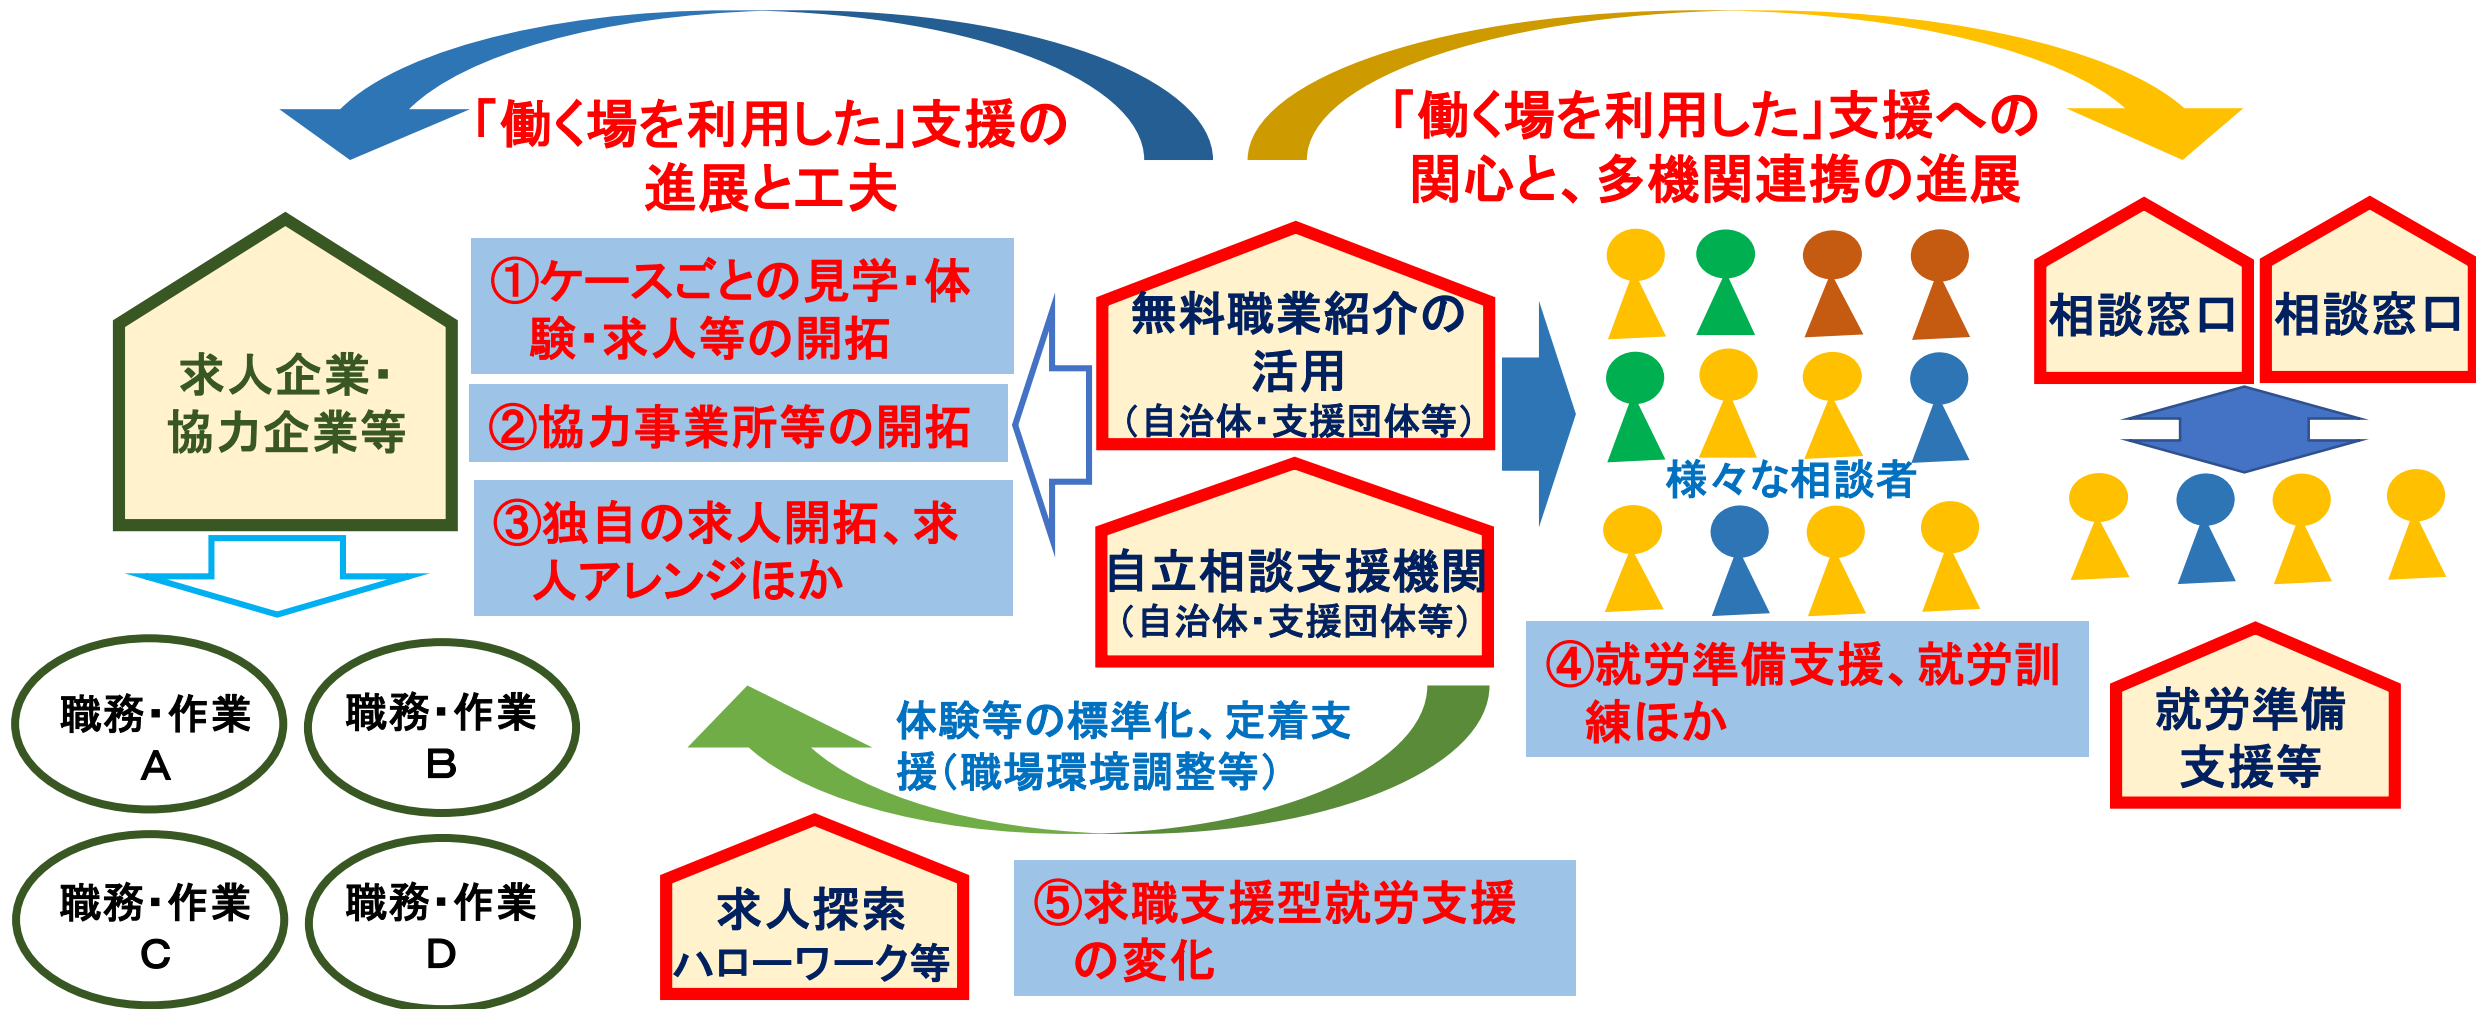 「働く場を利用した」支援の
進展と工夫
「働く場を利用した」支援への
関心と、多機関連携の進展
求人企業・
協力企業等
①ケースごとの見学・体
験・求人等の開拓
②協力事業所等の開拓
③独自の求人開拓、求
人アレンジほか
無料職業紹介の
活用
（自治体・支援団体等）
自立相談支援機関
（自治体・支援団体等）
様々な相談者
相談窓口
相談窓口
④就労準備支援、就労訓
練ほか
就労準備
支援等
体験等の標準化、定着支
援（職場環境調整等）
職務・作業
A
職務・作業
B
職務・作業
C
職務・作業
D
求人探索
ハローワーク等
⑤求職支援型就労支援
の変化